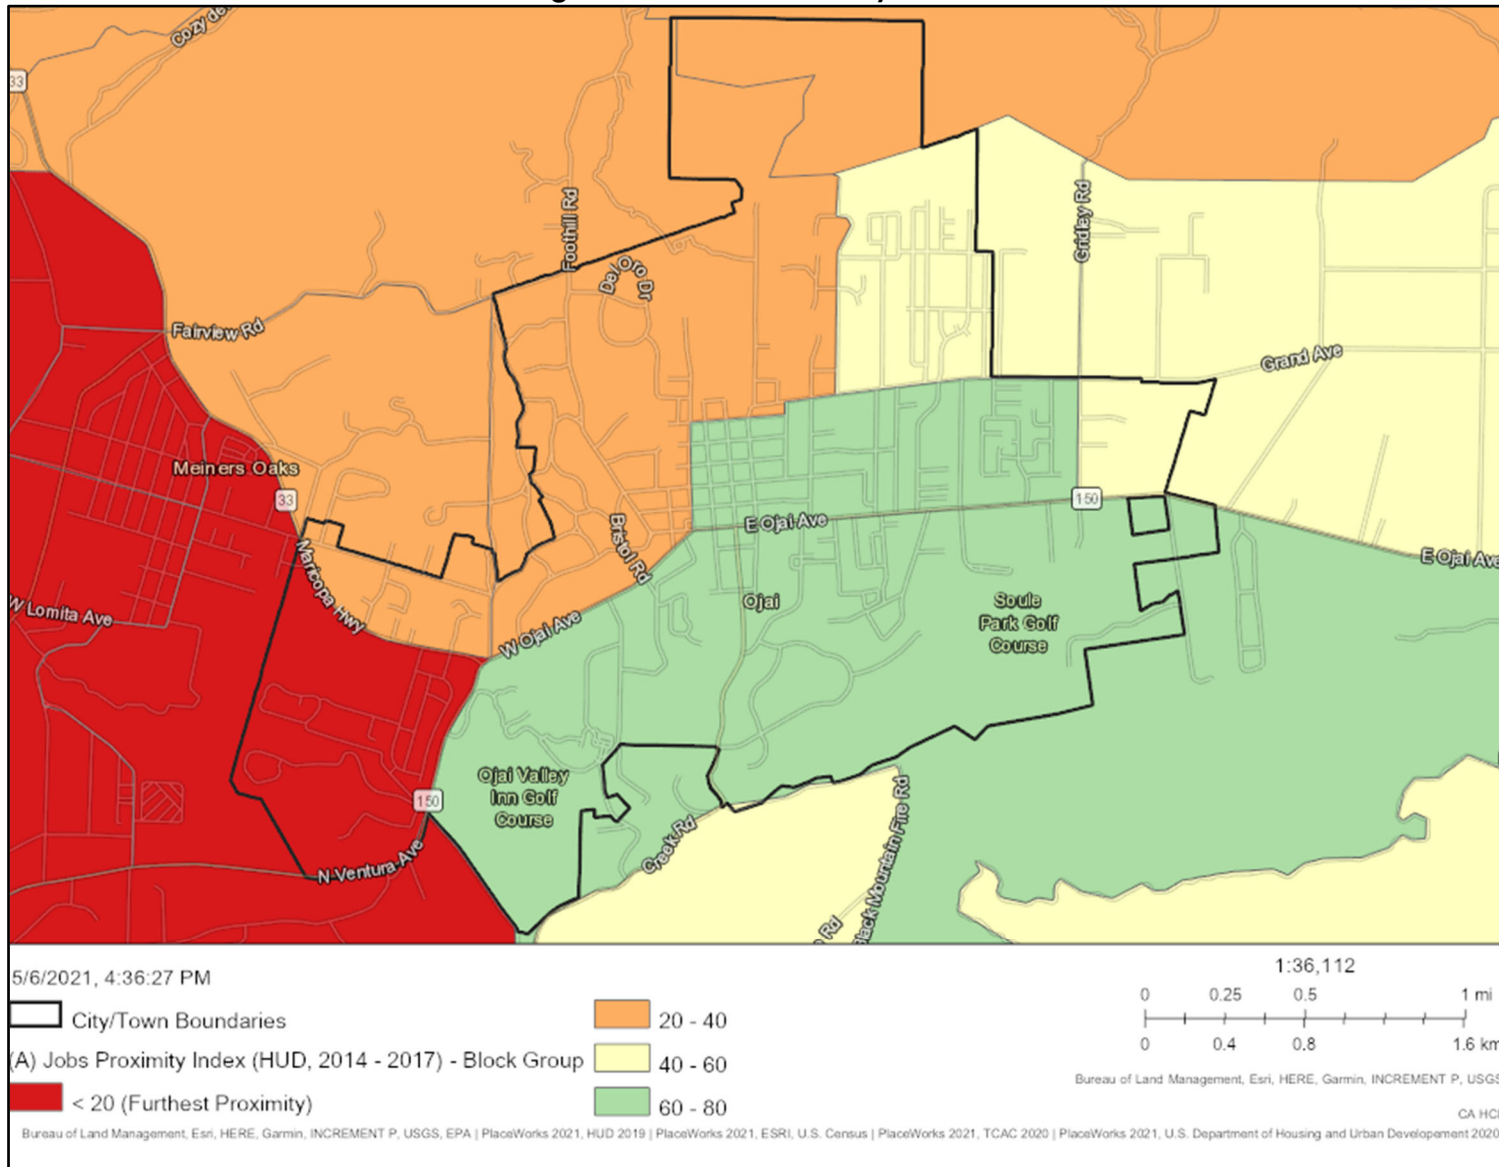 Cozy de
33
Foothill Rd
Gridley Rd
Del Oro Dr
Fairview Rd
Grand Ave
Meiners Oaks
33
150
E Ojai Ave
Bristol Rd
E Ojai Ave
Maricopa Hwy
W Lomita Ave
W Ojai Ave
Ojai
Soule
Park Golf
Course
Ojai Valley
Inn Golf
Course
150
Creek Rd
N Ventura Ave
Black Mountain Fire Rd
Rd
5/6/2021, 4:36:27 PM
City/Town Boundaries
(A) Jobs Proximity Index (HUD, 2014 - 2017) - Block Group
< 20 (Furthest Proximity)
20 - 40
40 - 60
60 - 80
1:36,112
0 0.25 0.5 1 mi
0 0.4 0.8 1.6 km
Bureau of Land Management, Esri, HERE, Garmin, INCREMENT P, USGS
CA HCD
Bureau of Land Management, Esri, HERE, Garmin, INCREMENT P, USGS, EPA | PlaceWorks 2021, HUD 2019 | PlaceWorks 2021, ESRI, U.S. Census | PlaceWorks 2021, TCAC 2020 | PlaceWorks 2021, U.S. Department of Housing and Urban Developement 2020